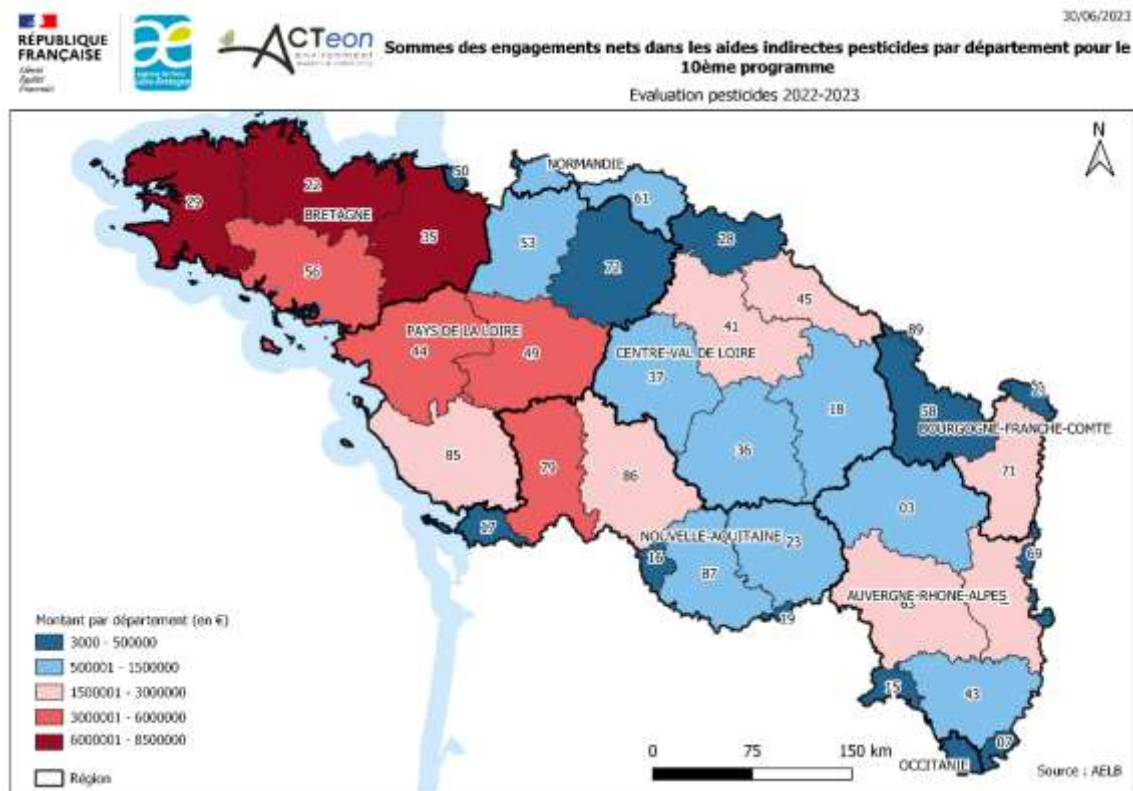 30/06/2023
RÉPUBLIQUE
FRANÇAISE
Liberté
Égalité
Fraternité
ACTeon
environment
Sommes des engagements nets dans les aides indirectes pesticides par département pour le
10ème programme
Evaluation pesticides 2022-2023
N
50
NORMANDIE
22
61
29
BRETAGNE
35
53
28
56
72
45
41
89
PAYS DE LA LOIRE
44
49
CENTRE-VAL DE LOIRE
37
18
58
BOURGOGNE-FRANCHE-COMTE
85
79
86
36
71
03
17
NOUVELLE-AQUITAINE
23
16
87
69
AUVERGNE-RHONE-ALPES
63
19
15
43
07
OCCITANIE
Montant par département (en €)
3000 - 500000
500001 - 1500000
1500001 - 3000000
3000001 - 6000000
6000001 - 8500000
Région
0 75 150 km
Source : AELB